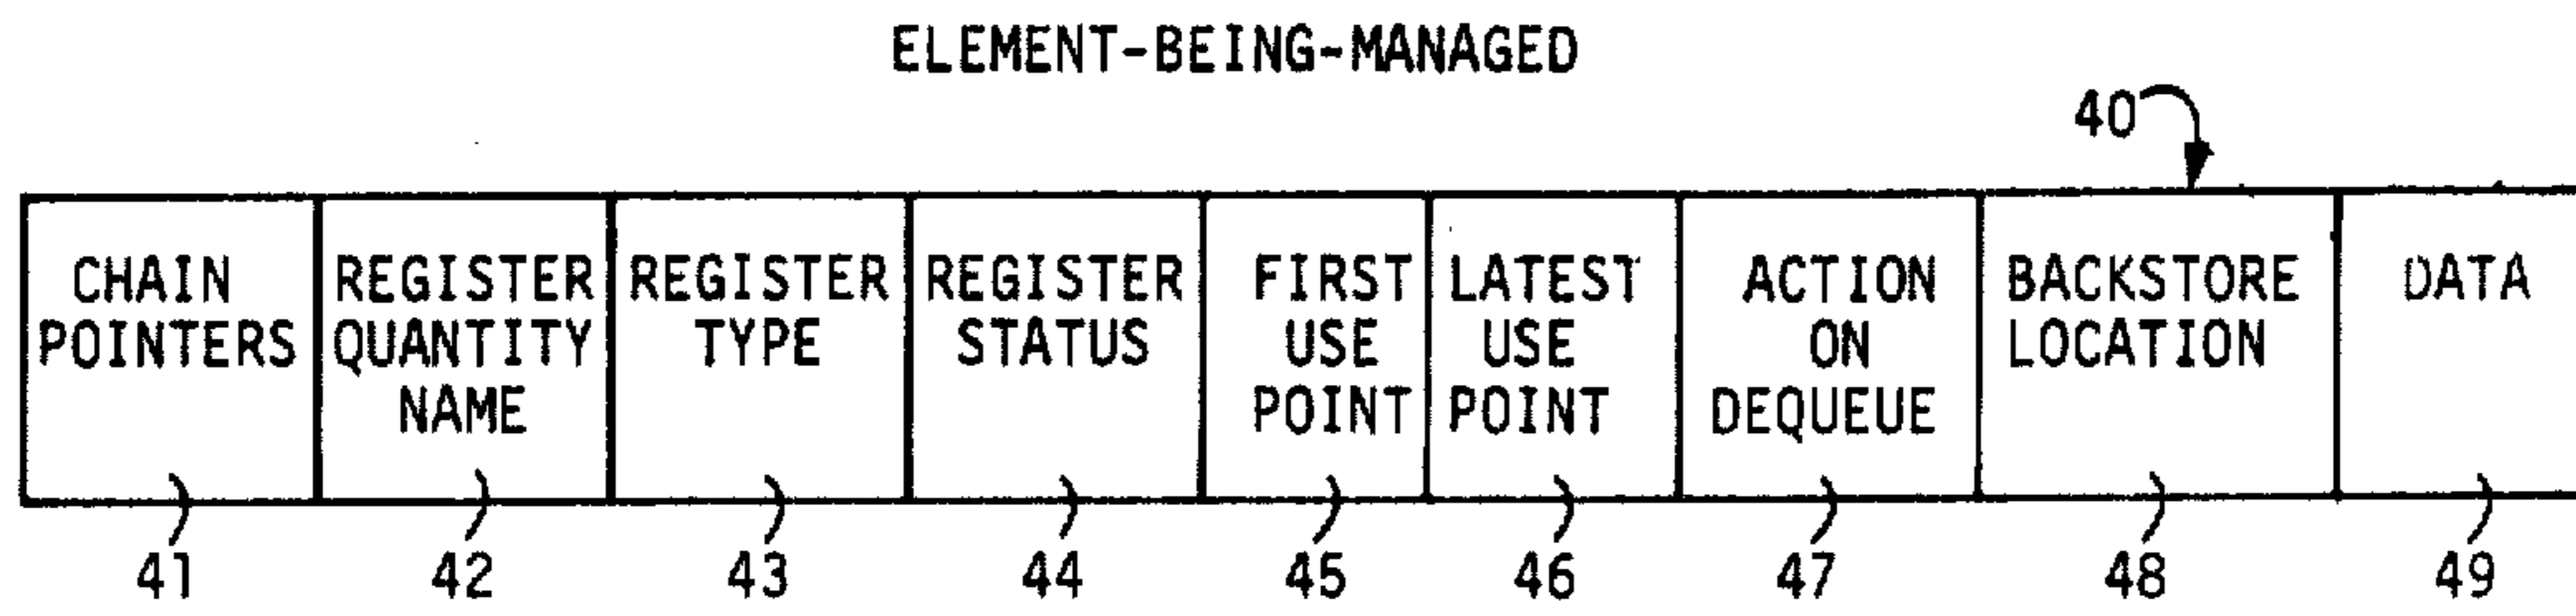 ELEMENT-BEING-MANAGED
40
CHAIN
POINTERS
REGISTER
QUANTITY
NAME
REGISTER
TYPE
REGISTER
STATUS
FIRST
USE
POINT
LATEST
USE
POINT
ACTION
ON
DEQUEUE
BACKSTORE
LOCATION
DATA
41
42
43
44
45
46
47
48
49